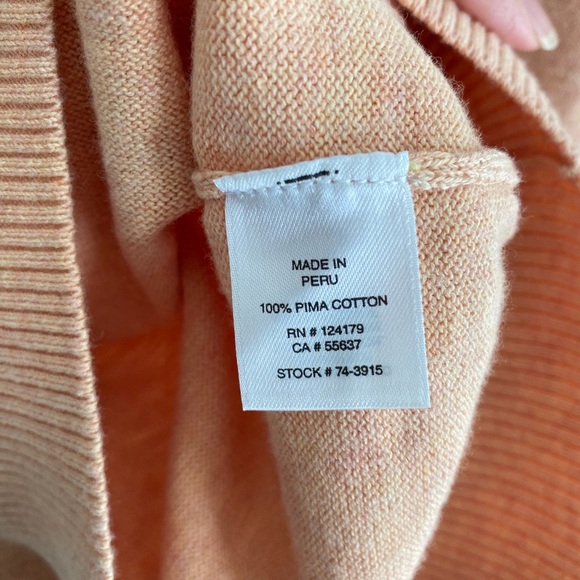 MADE IN
PERU
100% PIMA COTTON
RN # 124179
CA # 55637
STOCK # 74-3915